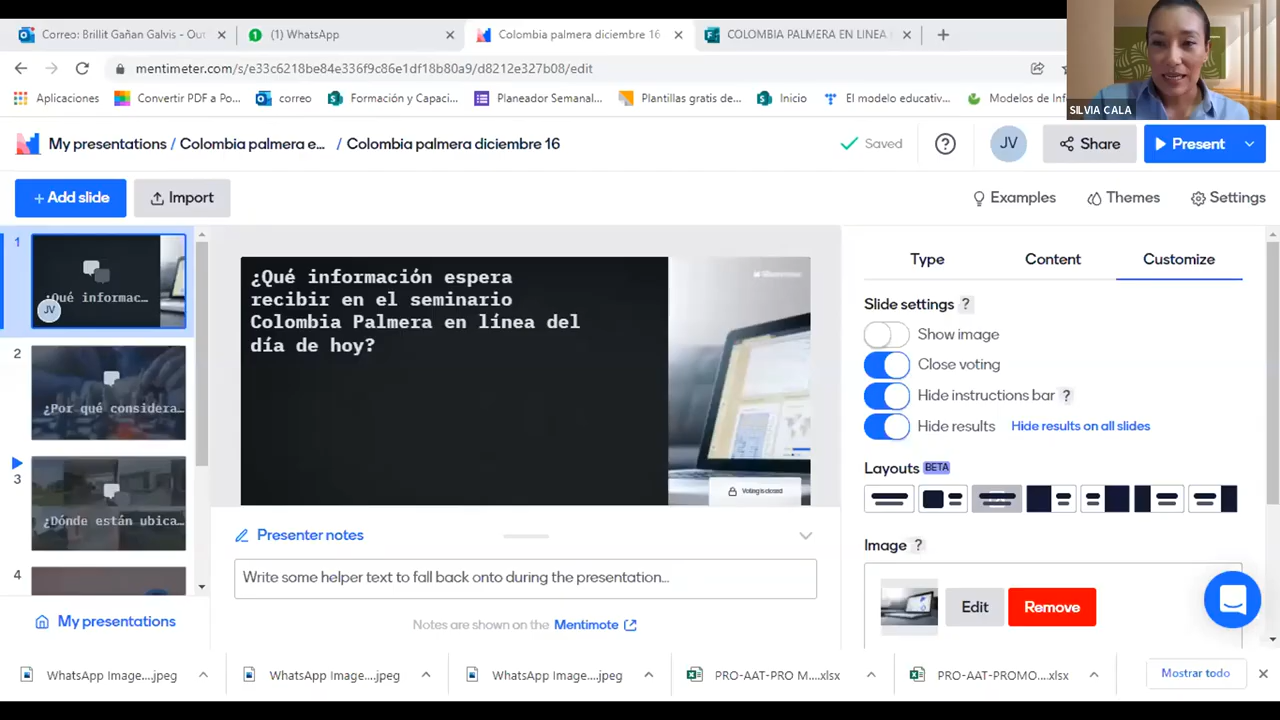 Correo: Brillit Gañan Galvis - Out
(1) WhatsApp
Colombia palmera diciembre 16
COLOMBIA PALMERA EN LINEA
mentimeter.com/s/e33c6218be84e336f9c86e1df6b980a9/d8212e327b08/edit
Aplicaciones
Convertir PDF a Po...
correo
Formación y Capaci...
Planeador Semanal...
Plantillas gratis de...
Inicio
El modelo educativ...
Modelos de Inf
SILVIA CALA
My presentations / Colombia palmera e... / Colombia palmera diciembre 16
Saved
?
JV
Share
Present
+ Add slide
Import
Examples
Themes
Settings
1
¿Qué informac...
JV
2
¿Por qué considera...
3
¿Dónde están ubica...
4
My presentations
¿Qué información espera
recibir en el seminario
Colombia Palmera en línea del
día de hoy?
Voting is closed
Presenter notes
Write some helper text to fall back onto during the presentation...
Notes are shown on the Mentimote
Type
Content
Customize
Slide settings ?
Show image
Close voting
Hide instructions bar ?
Hide results
Hide results on all slides
Layouts BETA
Image ?
Edit
Remove
WhatsApp Image....jpeg
WhatsApp Image....jpeg
WhatsApp Image....jpeg
PRO-AAT-PRO M....xlsx
PRO-AAT-PROMO....xlsx
Mostrar todo